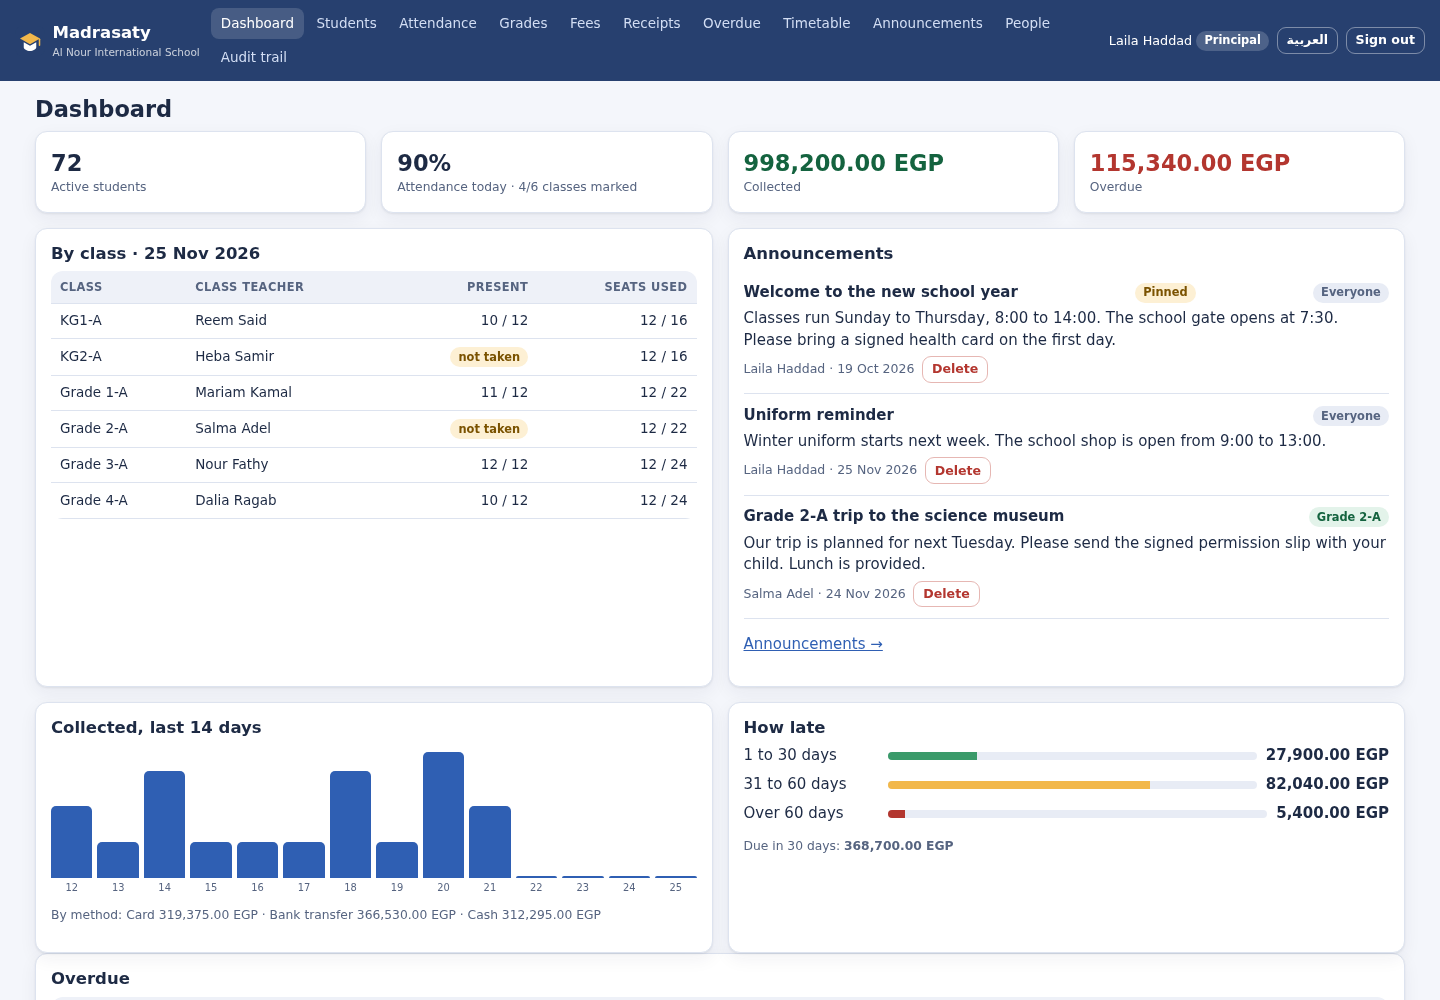 Madrasaty
Al Nour International School
Dashboard Students Attendance Grades Fees Receipts Overdue Timetable Announcements People
Audit trail
Laila Haddad Principal العربية Sign out
Dashboard
72
Active students
90%
Attendance today · 4/6 classes marked
998,200.00 EGP
Collected
115,340.00 EGP
Overdue
By class · 25 Nov 2026
CLASS CLASS TEACHER PRESENT SEATS USED
KG1-A Reem Said 10 / 12 12 / 16
KG2-A Heba Samir not taken 12 / 16
Grade 1-A Mariam Kamal 11 / 12 12 / 22
Grade 2-A Salma Adel not taken 12 / 22
Grade 3-A Nour Fathy 12 / 12 12 / 24
Grade 4-A Dalia Ragab 10 / 12 12 / 24
Announcements
Welcome to the new school year Pinned Everyone
Classes run Sunday to Thursday, 8:00 to 14:00. The school gate opens at 7:30.
Please bring a signed health card on the first day.
Laila Haddad · 19 Oct 2026 Delete
Uniform reminder Everyone
Winter uniform starts next week. The school shop is open from 9:00 to 13:00.
Laila Haddad · 25 Nov 2026 Delete
Grade 2-A trip to the science museum Grade 2-A
Our trip is planned for next Tuesday. Please send the signed permission slip with your
child. Lunch is provided.
Salma Adel · 24 Nov 2026 Delete
Announcements →
Collected, last 14 days
12 13 14 15 16 17 18 19 20 21 22 23 24 25
By method: Card 319,375.00 EGP · Bank transfer 366,530.00 EGP · Cash 312,295.00 EGP
How late
1 to 30 days 27,900.00 EGP
31 to 60 days 82,040.00 EGP
Over 60 days 5,400.00 EGP
Due in 30 days: 368,700.00 EGP
Overdue